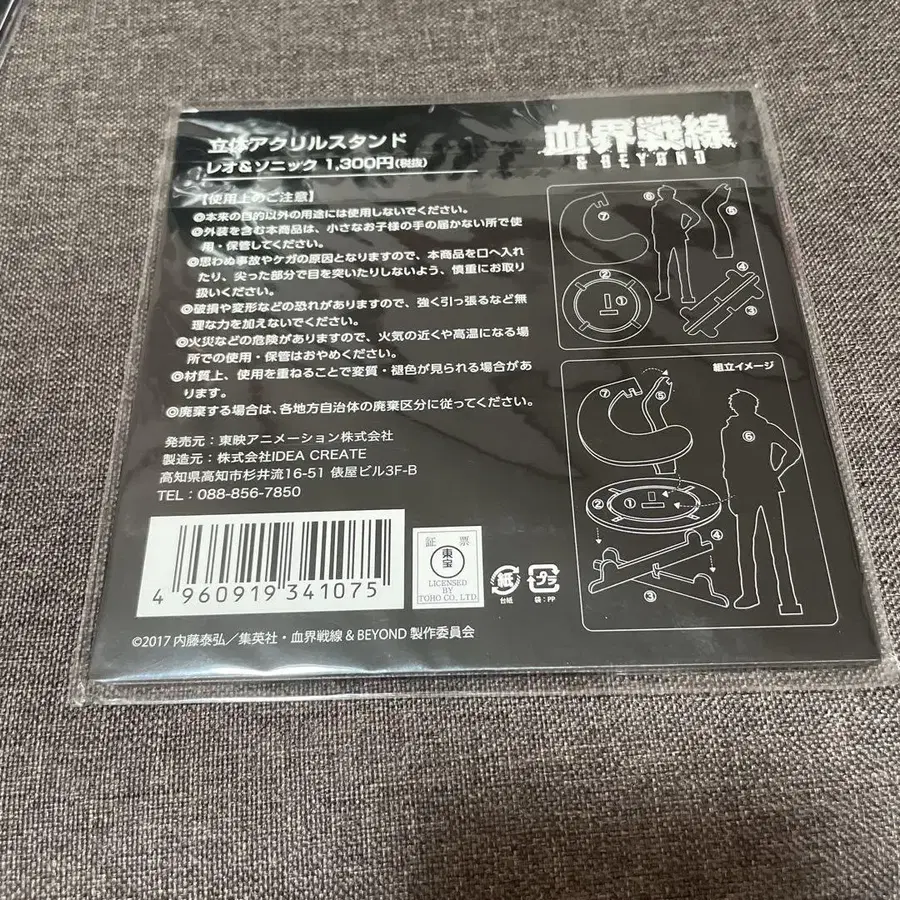 立体アクリルスタンド
レオ&ソニック 1,300円(税抜)
血界戦線
& BEYOND
【使用上のご注意】
◎本来の目的以外の用途には使用しないでください。
◎外装を含む本商品は、小さなお子様の手の届かない所で使
用・保管してください。
◎思わぬ事故やケガの原因となりますので、本商品を口へ入れ
たり、尖った部分で目を突いたりしないよう、慎重にお取り
扱いください。
◎破損や変形などの恐れがありますので、強く引っ張るなど無
理な力を加えないでください。
◎火災などの危険がありますので、火気の近くや高温になる場
所での使用・保管はおやめください。
◎材質上、使用を重ねることで変質・褪色が見られる場合があ
ります。
◎廃棄する場合は、各地方自治体の廃棄区分に従ってください。
発売元：東映アニメーション株式会社
製造元：株式会社IDEA CREATE
高知県高知市杉井流16-51 俵屋ビル3F-B
TEL：088-856-7850
4 960919 341075
証 票
東宝
LICENSED
BY
TOHO CO., LTD
紙
台紙
プラ
袋：PP
©2017 内藤泰弘／集英社・血界戦線 & BEYOND 製作委員会
⑦
⑥
⑤
②
①
④
③
組立イメージ
⑤
⑦
⑥
②
①
④
③